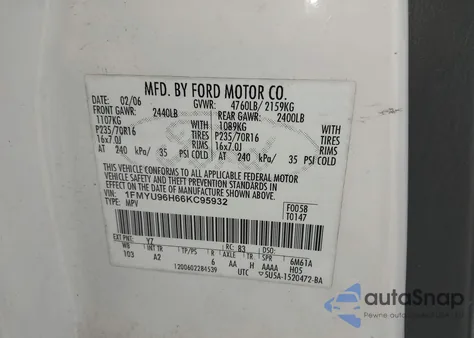 MFD. BY FORD MOTOR CO.
DATE: 02/06 GVWR: 4760LB/ 2159KG
FRONT GAWR: 2440LB REAR GAWR: 2400LB
1107KG WITH 1089KG WITH
P235/70R16 TIRES P235/70R16 TIRES
16x7.0J RIMS 16x7.0J RIMS
AT 240 kPa/ 35 PSI COLD AT 240 kPa/ 35 PSI COLD
THIS VEHICLE CONFORMS TO ALL APPLICABLE FEDERAL MOTOR
VEHICLE SAFETY AND THEFT PREVENTION STANDARDS IN EFFECT
ON THE DATE OF MANUFACTURE SHOWN ABOVE.
VIN: 1FMYU96H66KC95932 F0058
TYPE: MPV T0147
EXT PNT: YZ RC: B3 DSO:
WB INT TR TP/PS R AXLE TR 6M61A
103 A2 6 AA H AAAA H05
1200602284539 UTC 5U5A-1520472-BA
autoSnap